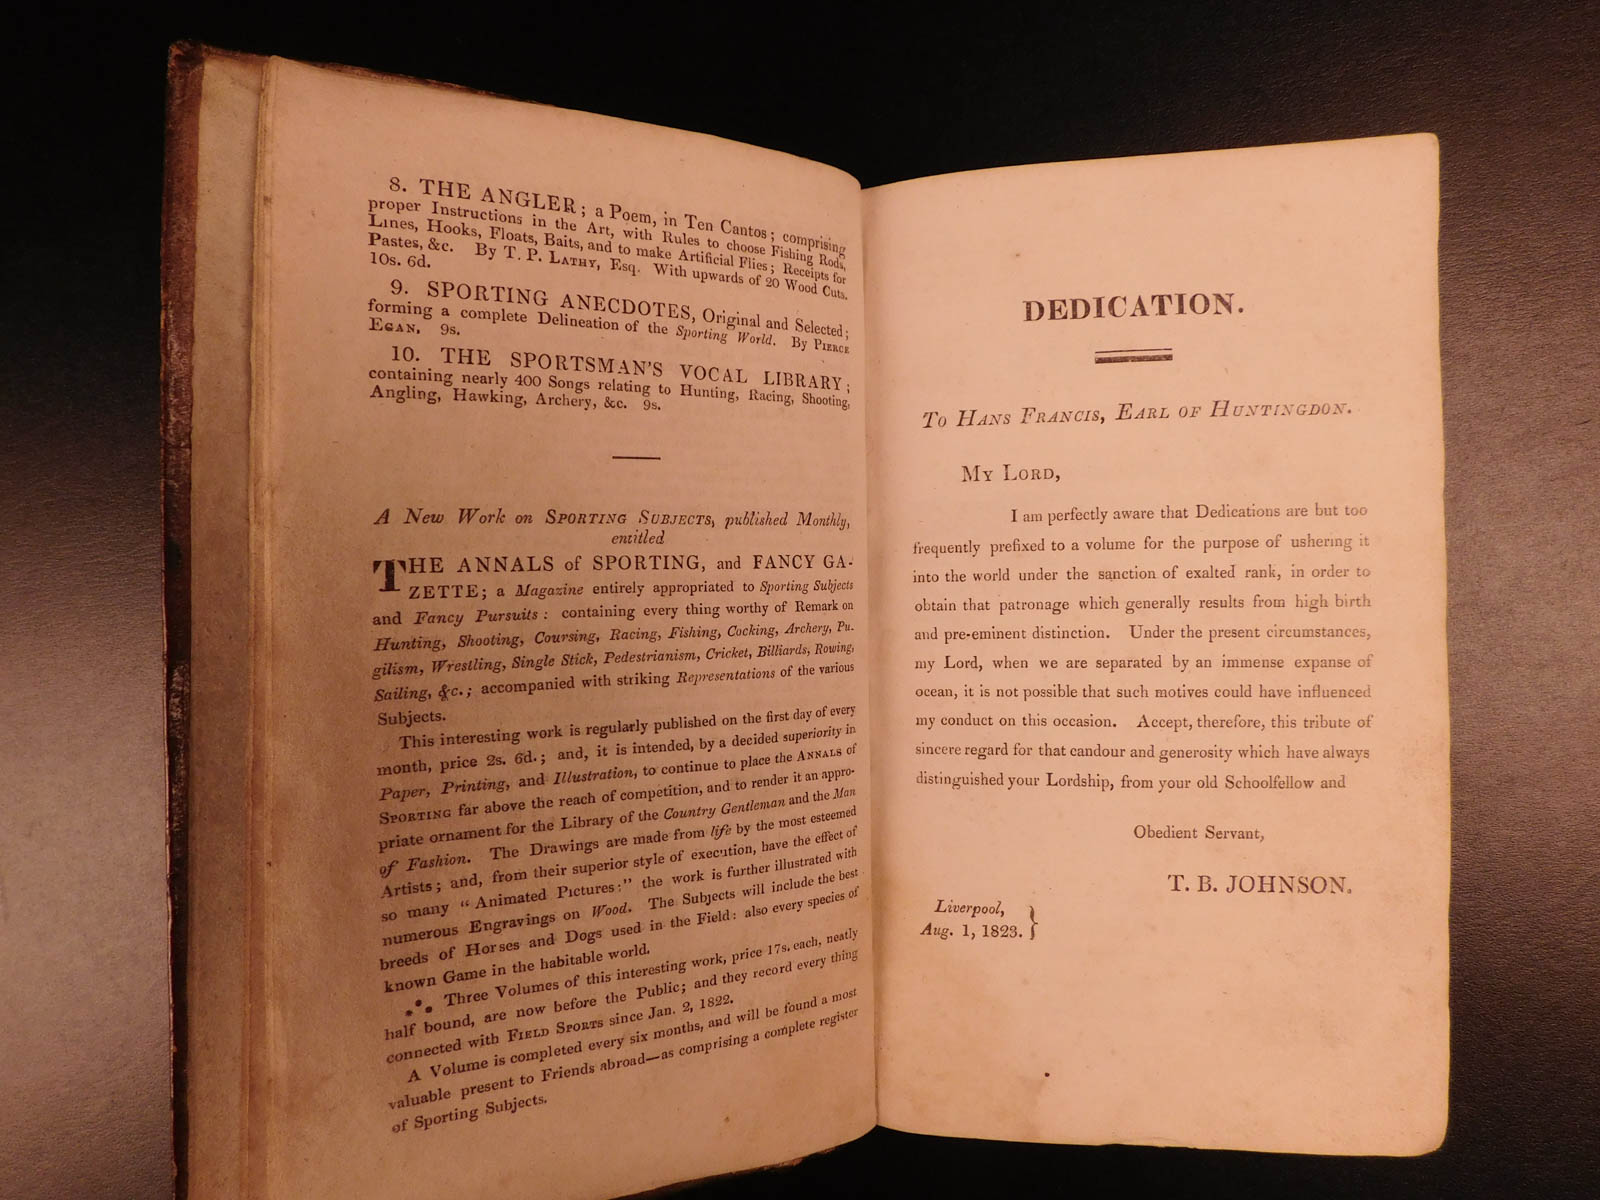 8. THE ANGLER; a Poem, in Ten Cantos; comprising
proper Instructions in the Art, with Rules to choose Fishing Rods,
Lines, Hooks, Floats, Baits, and to make Artificial Flies; Receipts for
Pastes, &c. By T. P. LATHY, Esq. With upwards of 20 Wood Cuts.
10s. 6d.
9. SPORTING ANECDOTES, Original and Selected;
forming a complete Delineation of the Sporting World. By PIERCE
EGAN. 9s.
10. THE SPORTSMAN'S VOCAL LIBRARY;
containing nearly 400 Songs relating to Hunting, Racing, Shooting,
Angling, Hawking, Archery, &c. 9s.
A New Work on SPORTING SUBJECTS, published Monthly,
entitled
THE ANNALS of SPORTING, and FANCY GA-
ZETTE; a Magazine entirely appropriated to Sporting Subjects
and Fancy Pursuits: containing every thing worthy of Remark on
Hunting, Shooting, Coursing, Racing, Fishing, Cocking, Archery, Pu-
gilism, Wrestling, Single Stick, Pedestrianism, Cricket, Billiards, Rowing,
Sailing, &c.; accompanied with striking Representations of the various
Subjects.
This interesting work is regularly published on the first day of every
month, price 2s. 6d.; and, it is intended, by a decided superiority in
Paper, Printing, and Illustration, to continue to place the ANNALS of
SPORTING far above the reach of competition, and to render it an appro-
priate ornament for the Library of the Country Gentleman and the Man
of Fashion. The Drawings are made from life by the most esteemed
Artists; and, from their superior style of execution, have the effect of
so many "Animated Pictures:" the work is further illustrated with
numerous Engravings on Wood. The Subjects will include the best
breeds of Horses and Dogs used in the Field: also every species of
known Game in the habitable world.
⁂ Three Volumes of this interesting work, price 17s. each, neatly
half bound, are now before the Public; and they record every thing
connected with FIELD SPORTS since Jan. 2, 1822.
A Volume is completed every six months, and will be found a most
valuable present to Friends abroad—as comprising a complete register
of Sporting Subjects.
DEDICATION.
TO HANS FRANCIS, EARL OF HUNTINGDON.
MY LORD,
I am perfectly aware that Dedications are but too
frequently prefixed to a volume for the purpose of ushering it
into the world under the sanction of exalted rank, in order to
obtain that patronage which generally results from high birth
and pre-eminent distinction. Under the present circumstances,
my Lord, when we are separated by an immense expanse of
ocean, it is not possible that such motives could have influenced
my conduct on this occasion. Accept, therefore, this tribute of
sincere regard for that candour and generosity which have always
distinguished your Lordship, from your old Schoolfellow and
Obedient Servant,
T. B. JOHNSON.
Liverpool,
Aug. 1, 1823. }